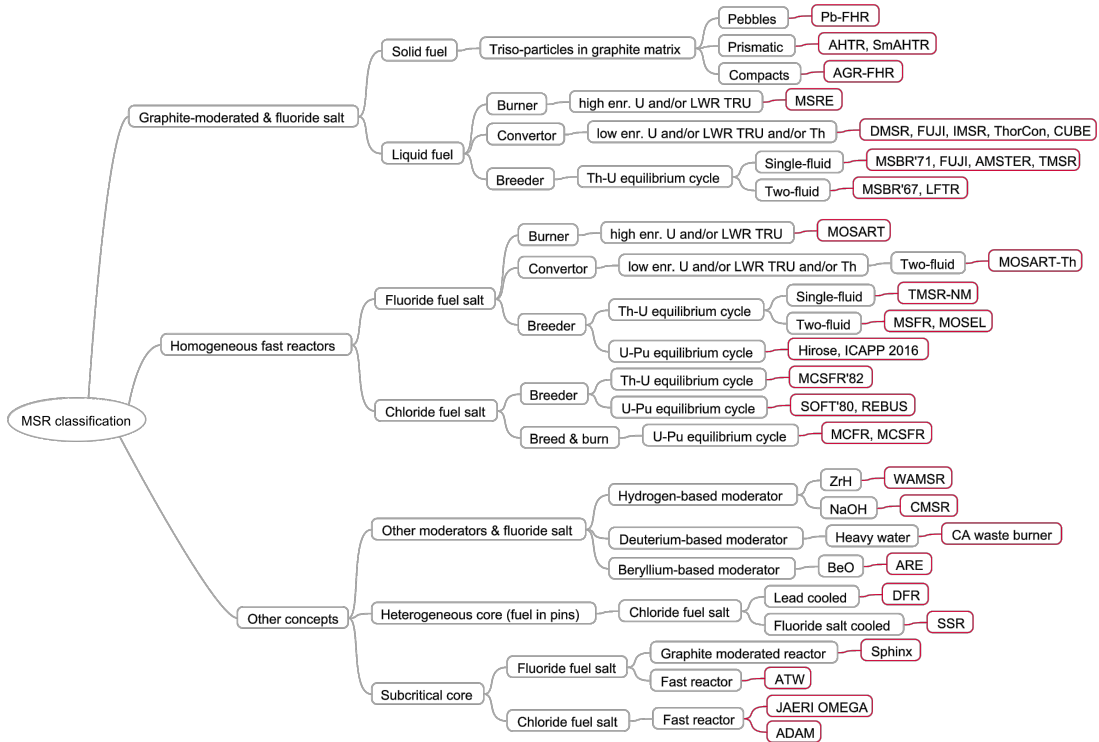 MSR classification
Graphite-moderated & fluoride salt
Solid fuel
Triso-particles in graphite matrix
Pebbles
Pb-FHR
Prismatic
AHTR, SmAHTR
Compacts
AGR-FHR
Liquid fuel
Burner
high enr. U and/or LWR TRU
MSRE
Convertor
low enr. U and/or LWR TRU and/or Th
DMSR, FUJI, IMSR, ThorCon, CUBE
Breeder
Th-U equilibrium cycle
Single-fluid
MSBR'71, FUJI, AMSTER, TMSR
Two-fluid
MSBR'67, LFTR
Homogeneous fast reactors
Fluoride fuel salt
Burner
high enr. U and/or LWR TRU
MOSART
Convertor
low enr. U and/or LWR TRU and/or Th
Two-fluid
MOSART-Th
Breeder
Th-U equilibrium cycle
Single-fluid
TMSR-NM
Two-fluid
MSFR, MOSEL
U-Pu equilibrium cycle
Hirose, ICAPP 2016
Chloride fuel salt
Breeder
Th-U equilibrium cycle
MCSFR'82
U-Pu equilibrium cycle
SOFT'80, REBUS
Breed & burn
U-Pu equilibrium cycle
MCFR, MCSFR
Other concepts
Other moderators & fluoride salt
Hydrogen-based moderator
ZrH
WAMSR
NaOH
CMSR
Deuterium-based moderator
Heavy water
CA waste burner
Beryllium-based moderator
BeO
ARE
Heterogeneous core (fuel in pins)
Chloride fuel salt
Lead cooled
DFR
Fluoride salt cooled
SSR
Subcritical core
Fluoride fuel salt
Graphite moderated reactor
Sphinx
Fast reactor
ATW
Chloride fuel salt
Fast reactor
JAERI OMEGA
ADAM